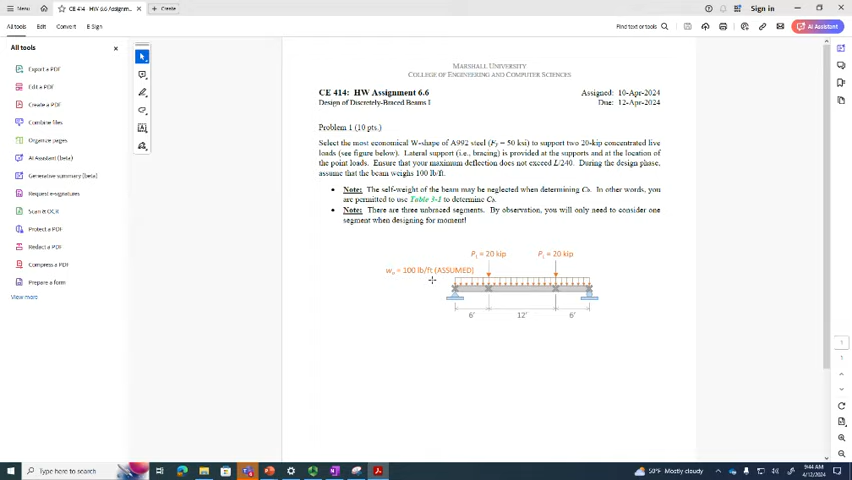 Menu
CE 414 - HW 6.6 Assignm...
Create
Sign in
All tools Edit Convert E-Sign
Find text or tools
AI Assistant
All tools
Export a PDF
Edit a PDF
Create a PDF
Combine files
Organize pages
AI Assistant (beta)
Generative summary (beta)
Request e-signatures
Scan & OCR
Protect a PDF
Redact a PDF
Compress a PDF
Prepare a form
View more
MARSHALL UNIVERSITY
COLLEGE OF ENGINEERING AND COMPUTER SCIENCES
CE 414: HW Assignment 6.6 Assigned: 10-Apr-2024
Design of Discretely-Braced Beams I Due: 12-Apr-2024
Problem 1 (10 pts.)
Select the most economical W-shape of A992 steel (Fy = 50 ksi) to support two 20-kip concentrated live
loads (see figure below). Lateral support (i.e., bracing) is provided at the supports and at the location of
the point loads. Ensure that your maximum deflection does not exceed L/240. During the design phase,
assume that the beam weighs 100 lb/ft.
• Note: The self-weight of the beam may be neglected when determining Cb. In other words, you
are permitted to use Table 3-1 to determine Cb.
• Note: There are three unbraced segments. By observation, you will only need to consider one
segment when designing for moment!
PL = 20 kip PL = 20 kip
wD = 100 lb/ft (ASSUMED)
6' 12' 6'
1
1
Type here to search
50°F Mostly cloudy
9:44 AM
4/12/2024